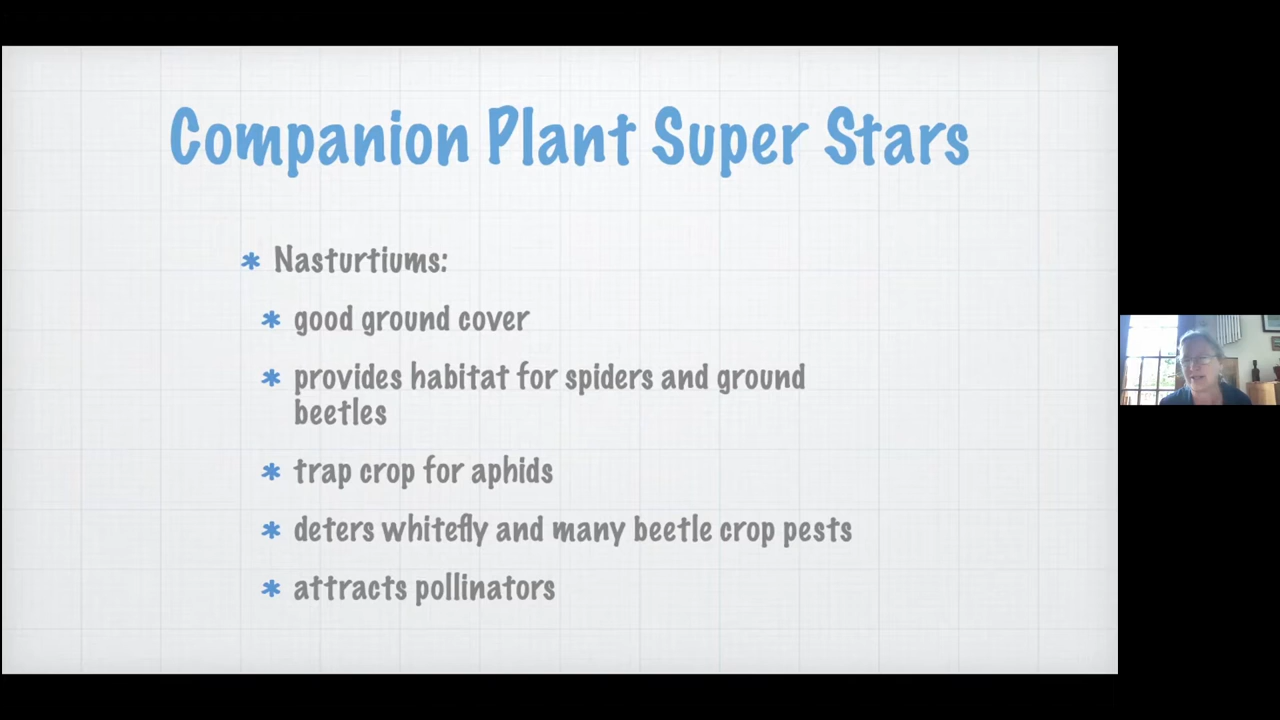 Companion Plant Super Stars
* Nasturtiums:
* good ground cover
* provides habitat for spiders and ground
beetles
* trap crop for aphids
* deters whitefly and many beetle crop pests
* attracts pollinators